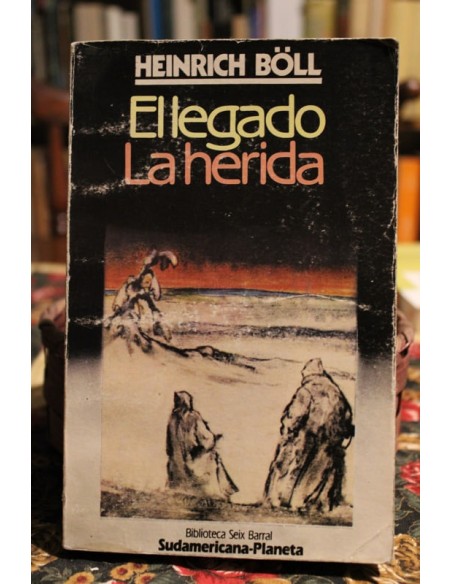 HEINRICH BÖLL
El legado
La herida
Biblioteca Seix Barral
Sudamericana-Planeta